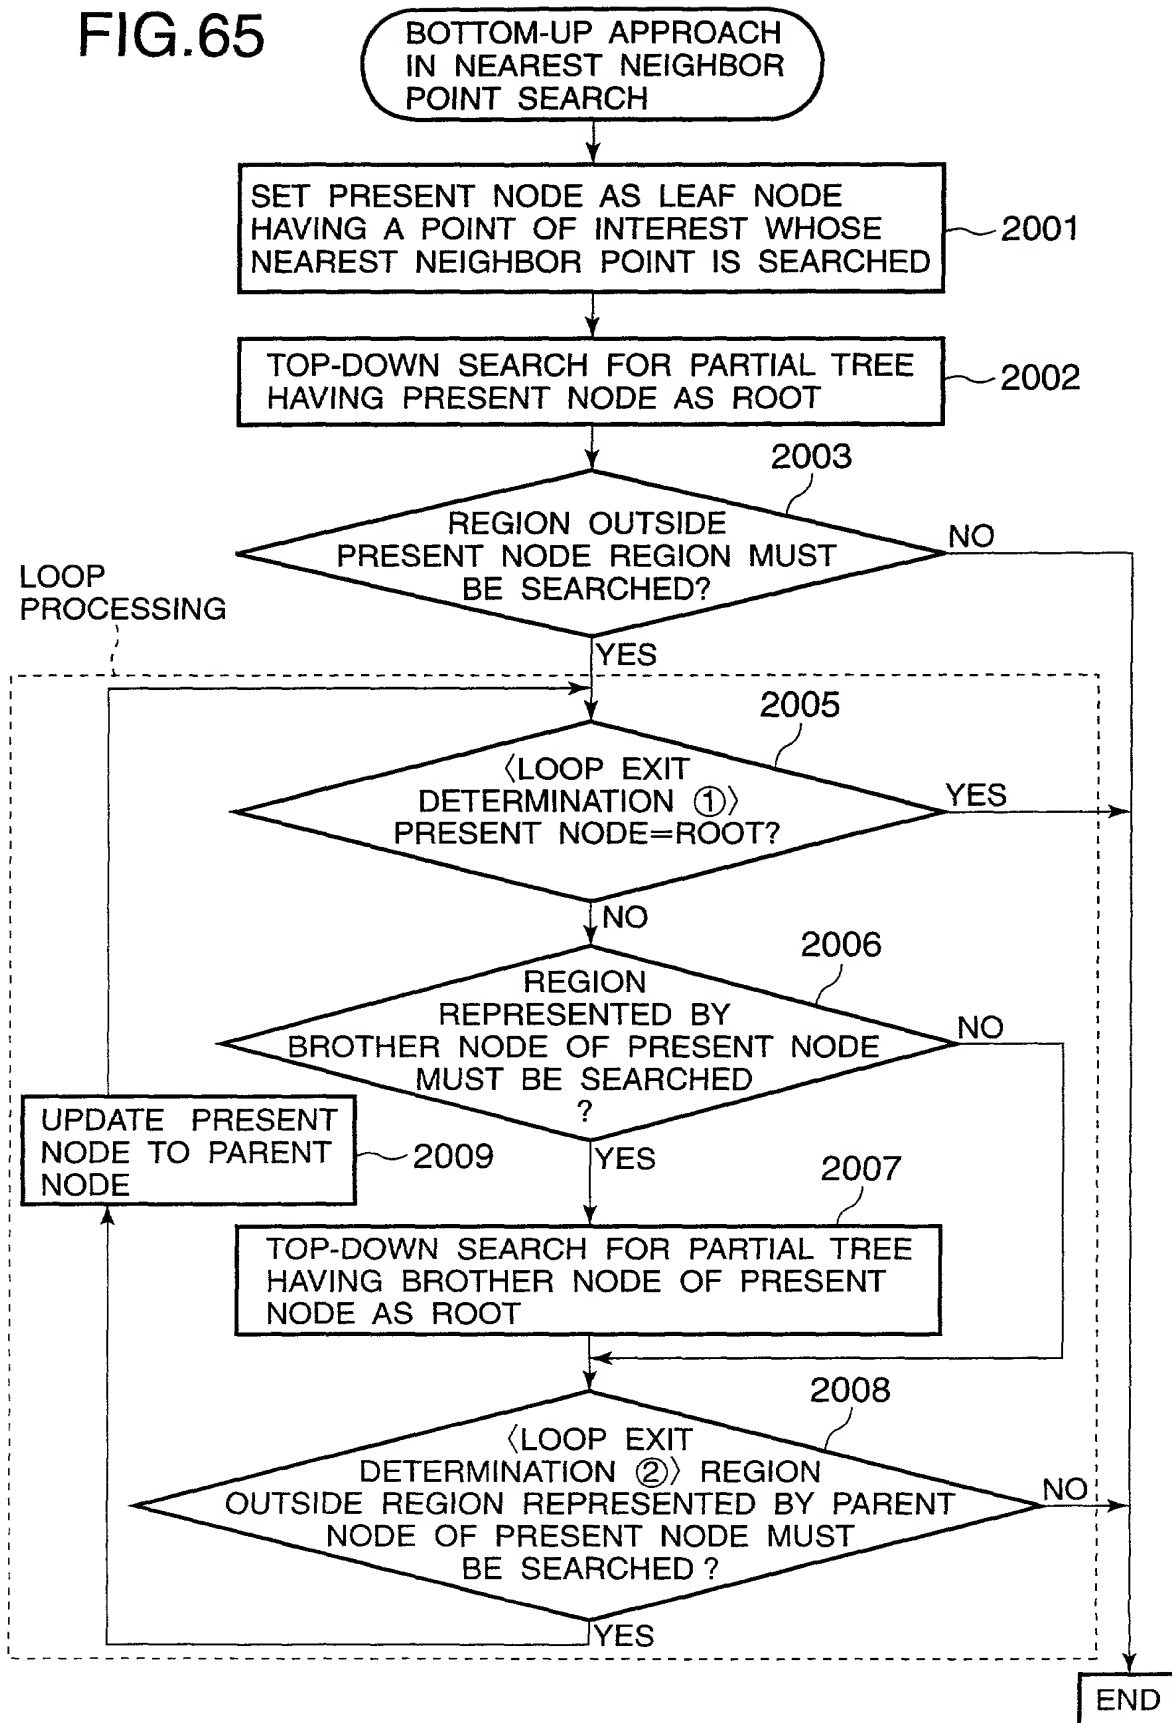 FIG.65
BOTTOM-UP APPROACH
IN NEAREST NEIGHBOR
POINT SEARCH
SET PRESENT NODE AS LEAF NODE
HAVING A POINT OF INTEREST WHOSE
NEAREST NEIGHBOR POINT IS SEARCHED
2001
TOP-DOWN SEARCH FOR PARTIAL TREE
HAVING PRESENT NODE AS ROOT
2002
2003
REGION OUTSIDE
PRESENT NODE REGION MUST
BE SEARCHED?
NO
LOOP
PROCESSING
YES
2005
〈LOOP EXIT
DETERMINATION ①〉
PRESENT NODE=ROOT?
YES
NO
2006
REGION
REPRESENTED BY
BROTHER NODE OF PRESENT NODE
MUST BE SEARCHED
?
NO
UPDATE PRESENT
NODE TO PARENT
NODE
2009
YES
2007
TOP-DOWN SEARCH FOR PARTIAL TREE
HAVING BROTHER NODE OF PRESENT
NODE AS ROOT
2008
〈LOOP EXIT
DETERMINATION ②〉 REGION
OUTSIDE REGION REPRESENTED BY PARENT
NODE OF PRESENT NODE MUST
BE SEARCHED ?
NO
YES
END